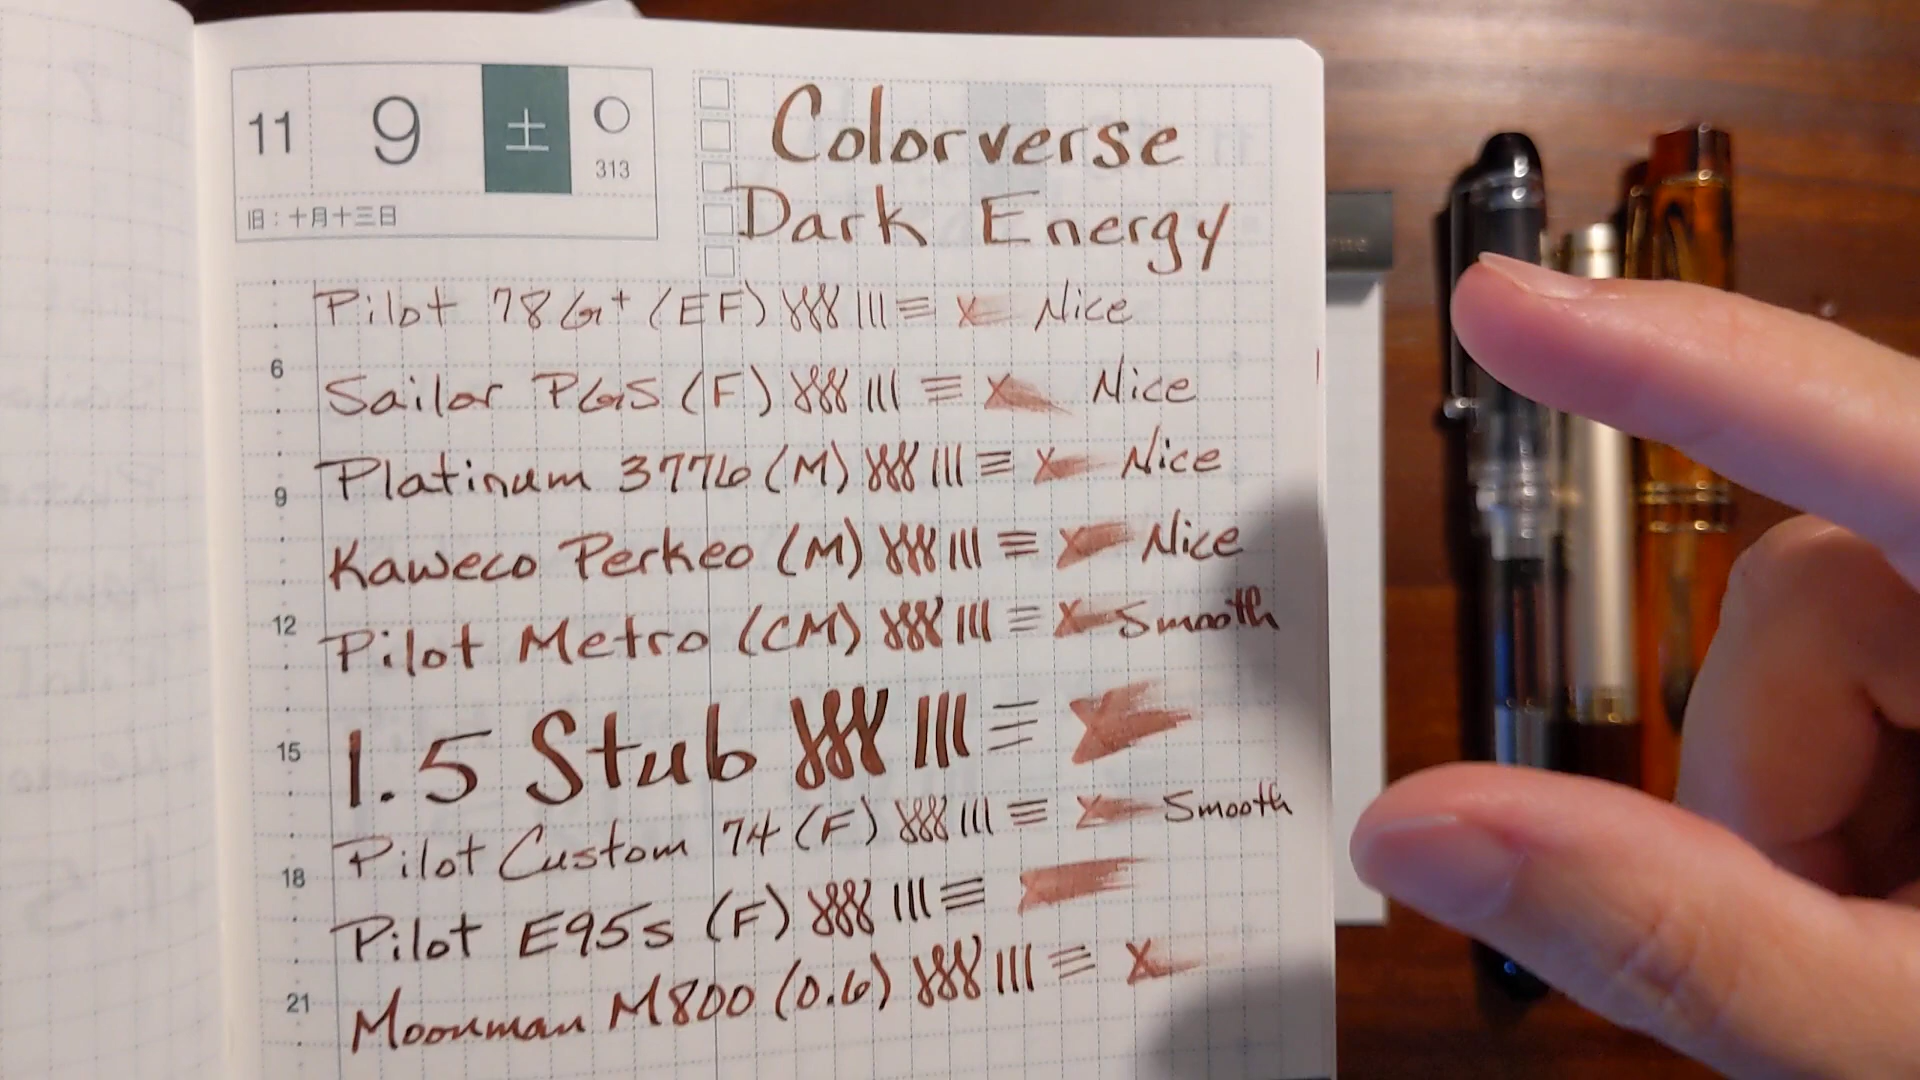 11 9 土 ○
313
旧：十月十三日
Colorverse
Dark Energy
Pilot 78G+ (EF) Nice
6
Sailor PGS (F) Nice
Platinum 3776 (M) Nice
9
Kaweco Perkeo (M) Nice
12
Pilot Metro (CM) Smooth
15
1.5 Stub
Pilot Custom 74 (F) Smooth
18
Pilot E95s (F)
21
Moonman M800 (0.6)